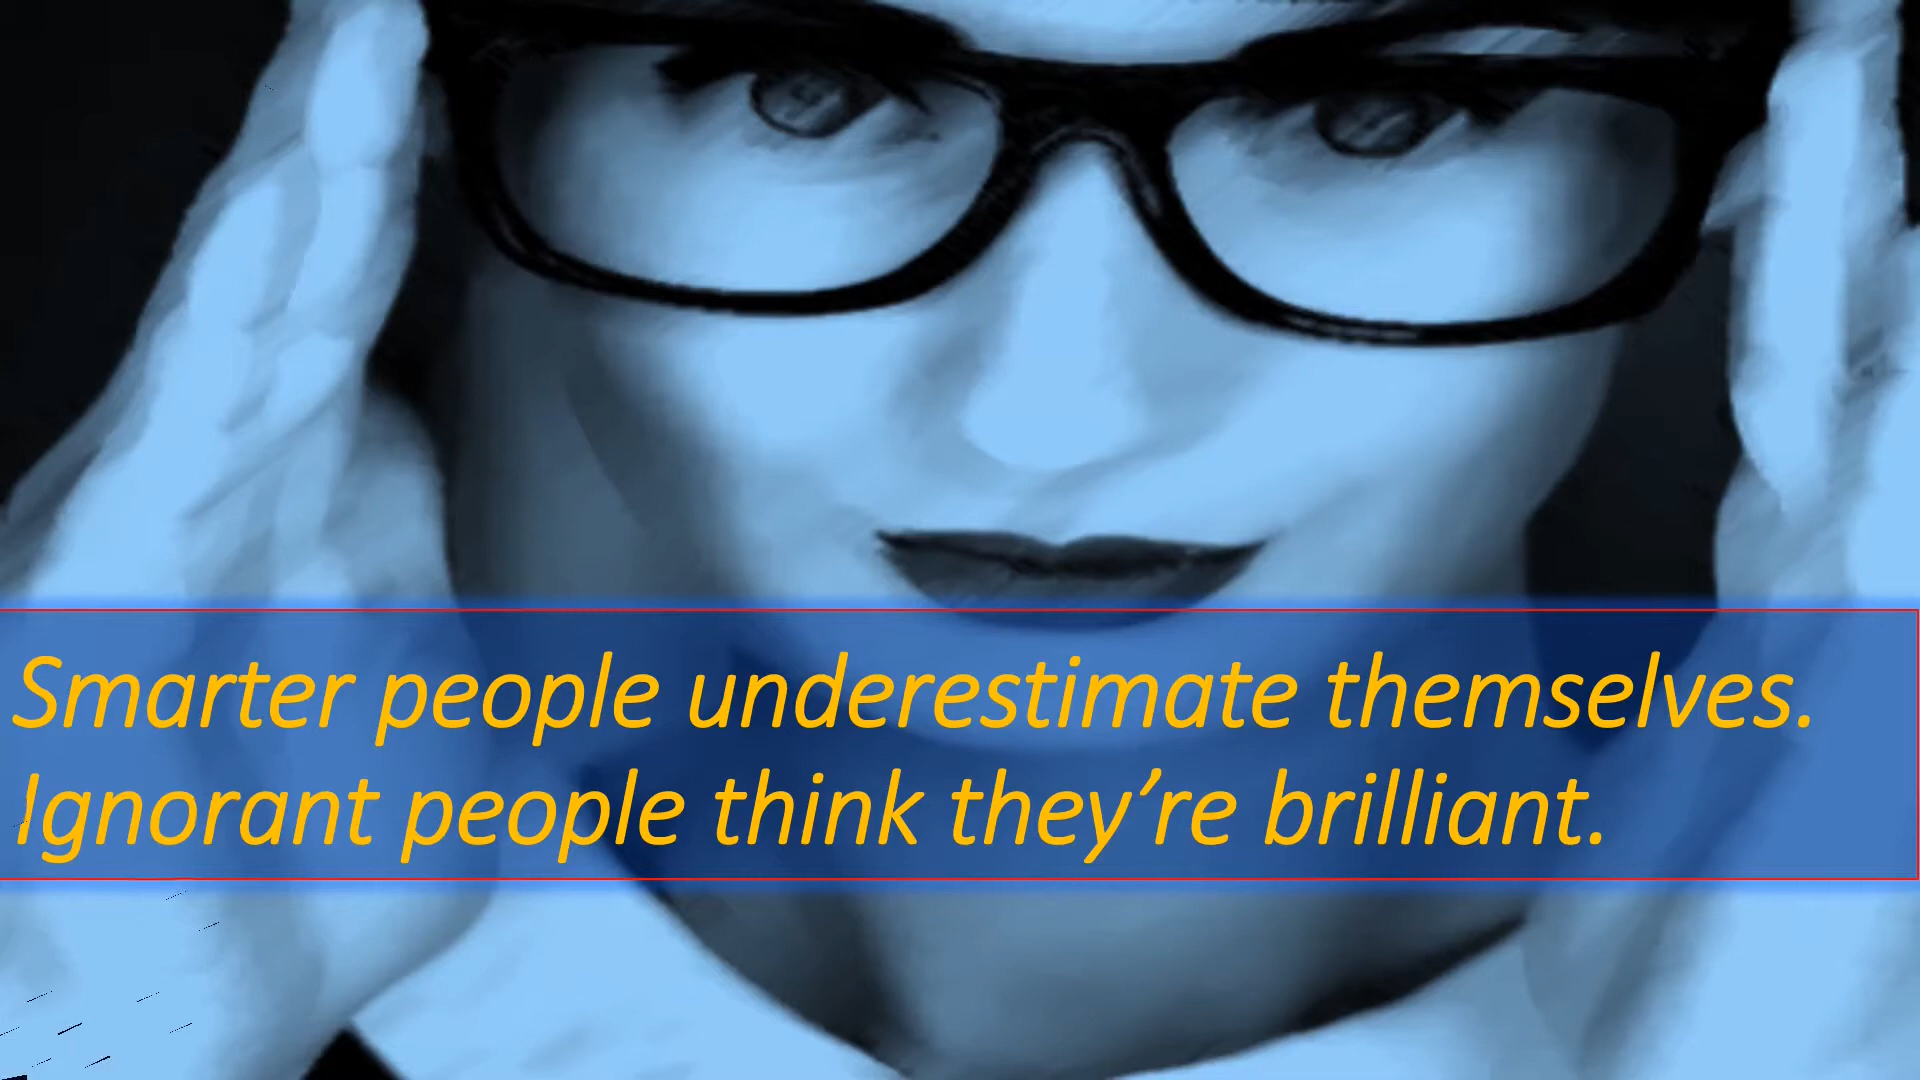 Smarter people underestimate themselves.
Ignorant people think they’re brilliant.